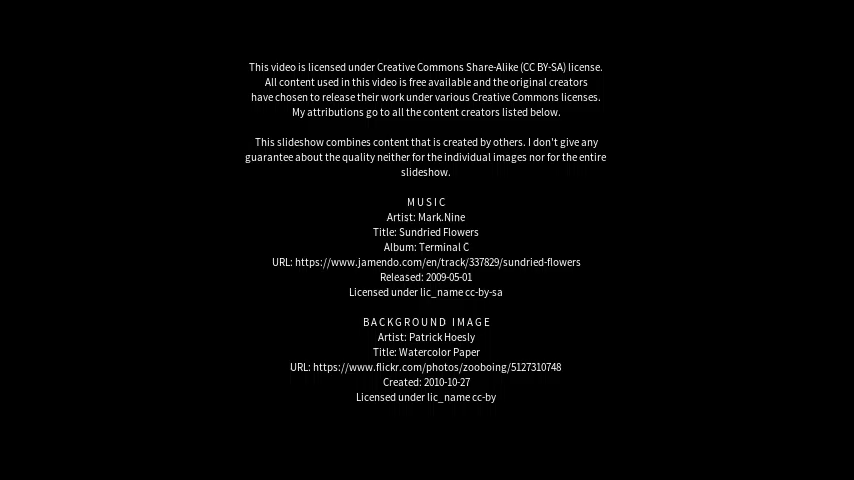 This video is licensed under Creative Commons Share-Alike (CC BY-SA) license.
All content used in this video is free available and the original creators
have chosen to release their work under various Creative Commons licenses.
My attributions go to all the content creators listed below.
This slideshow combines content that is created by others. I don't give any
guarantee about the quality neither for the individual images nor for the entire
slideshow.
MUSIC
Artist: Mark.Nine
Title: Sundried Flowers
Album: Terminal C
URL: https://www.jamendo.com/en/track/337829/sundried-flowers
Released: 2009-05-01
Licensed under lic_name cc-by-sa
BACKGROUND IMAGE
Artist: Patrick Hoesly
Title: Watercolor Paper
URL: https://www.flickr.com/photos/zooboing/5127310748
Created: 2010-10-27
Licensed under lic_name cc-by